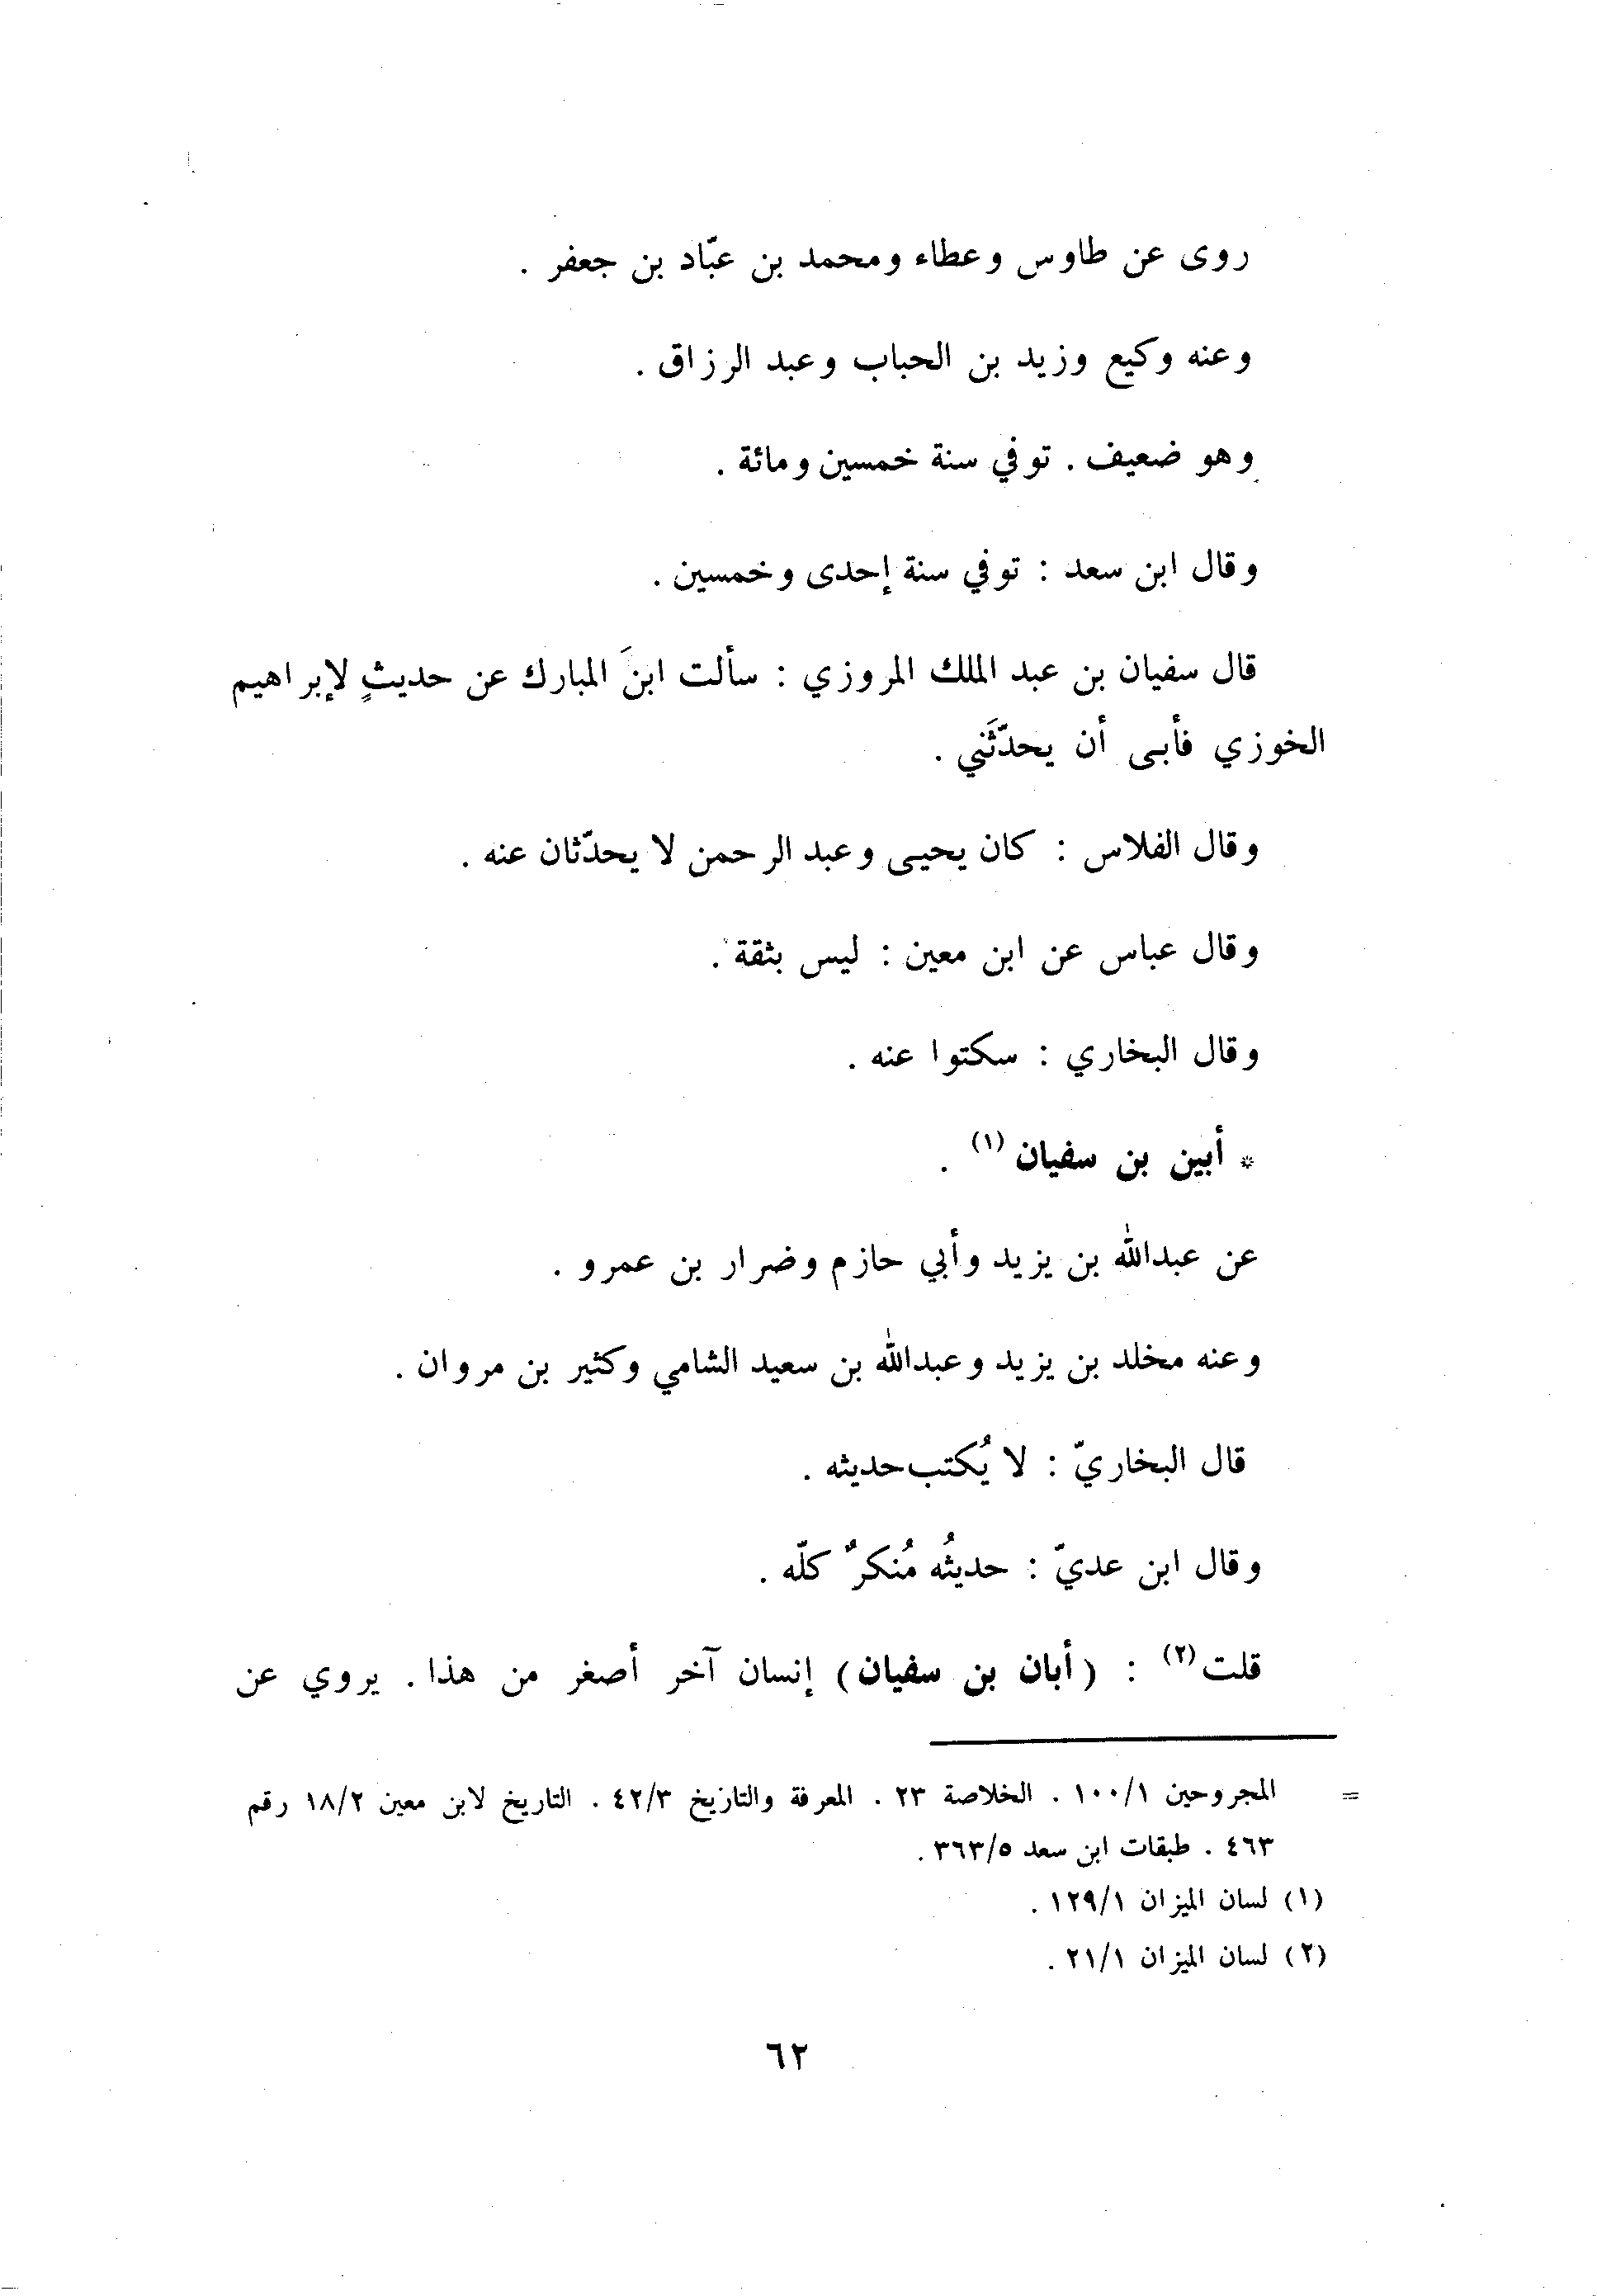 روى عن طاوس وعطاء ومحمد بن عبّاد بن جعفر .
وعنه وكيع وزيد بن الحباب وعبد الرزاق .
وهو ضعيف . توفي سنة خمسين ومائة .
وقال ابن سعد : توفي سنة إحدى وخمسين .
قال سفيان بن عبد الملك المروزي : سألت ابنَ المبارك عن حديثٍ لإبراهيم
الخوزي فأبى أن يحدّثَني .
وقال الفلاس : كان يحيى وعبد الرحمن لا يحدّثان عنه .
وقال عباس عن ابن معين : ليس بثقة .
وقال البخاري : سكتوا عنه .
* أبين بن سفيان (١) .
عن عبدالله بن يزيد وأبي حازم وضرار بن عمرو .
وعنه مخلد بن يزيد وعبدالله بن سعيد الشامي وكثير بن مروان .
قال البخاريّ : لا يُكتب حديثه .
وقال ابن عديّ : حديثُه مُنكرٌ كلّه .
قلت (٢) : (أبان بن سفيان) إنسان آخر أصغر من هذا . يروي عن
= المجروحين ١٠٠/١ . الخلاصة ٢٣ . المعرفة والتاريخ ٤٢/٣ . التاريخ لابن معين ١٨/٢ رقم
٤٦٣ . طبقات ابن سعد ٣٦٣/٥ .
(١) لسان الميزان ١٢٩/١ .
(٢) لسان الميزان ٢١/١ .
٦٢